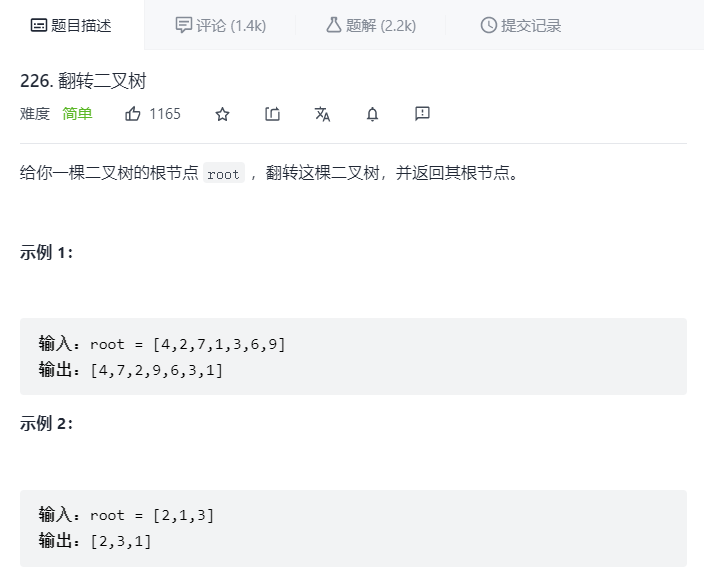 题目描述 评论 (1.4k) 题解 (2.2k) 提交记录
226. 翻转二叉树
难度 简单 1165
给你一棵二叉树的根节点 root ，翻转这棵二叉树，并返回其根节点。
示例 1：
输入：root = [4,2,7,1,3,6,9]
输出：[4,7,2,9,6,3,1]
示例 2：
输入：root = [2,1,3]
输出：[2,3,1]